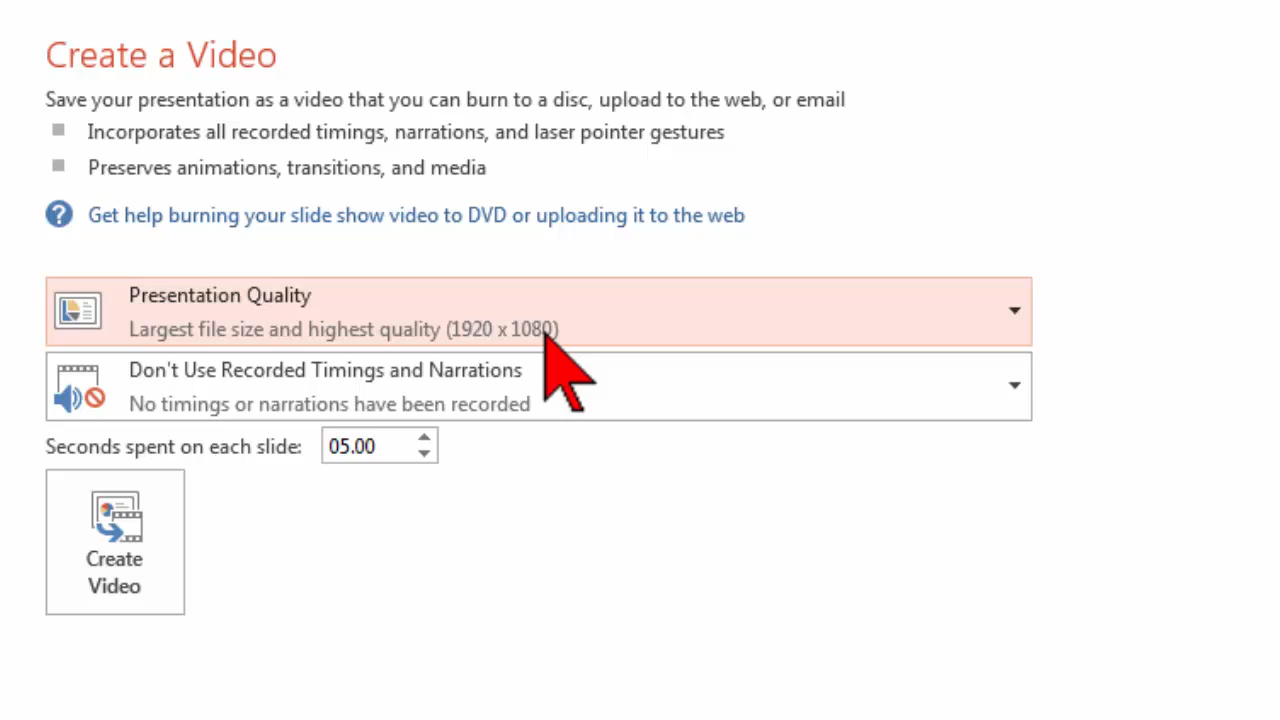 Create a Video
Save your presentation as a video that you can burn to a disc, upload to the web, or email
Incorporates all recorded timings, narrations, and laser pointer gestures
Preserves animations, transitions, and media
Get help burning your slide show video to DVD or uploading it to the web
Presentation Quality
Largest file size and highest quality (1920 x 1080)
Don't Use Recorded Timings and Narrations
No timings or narrations have been recorded
Seconds spent on each slide: 05.00
Create
Video